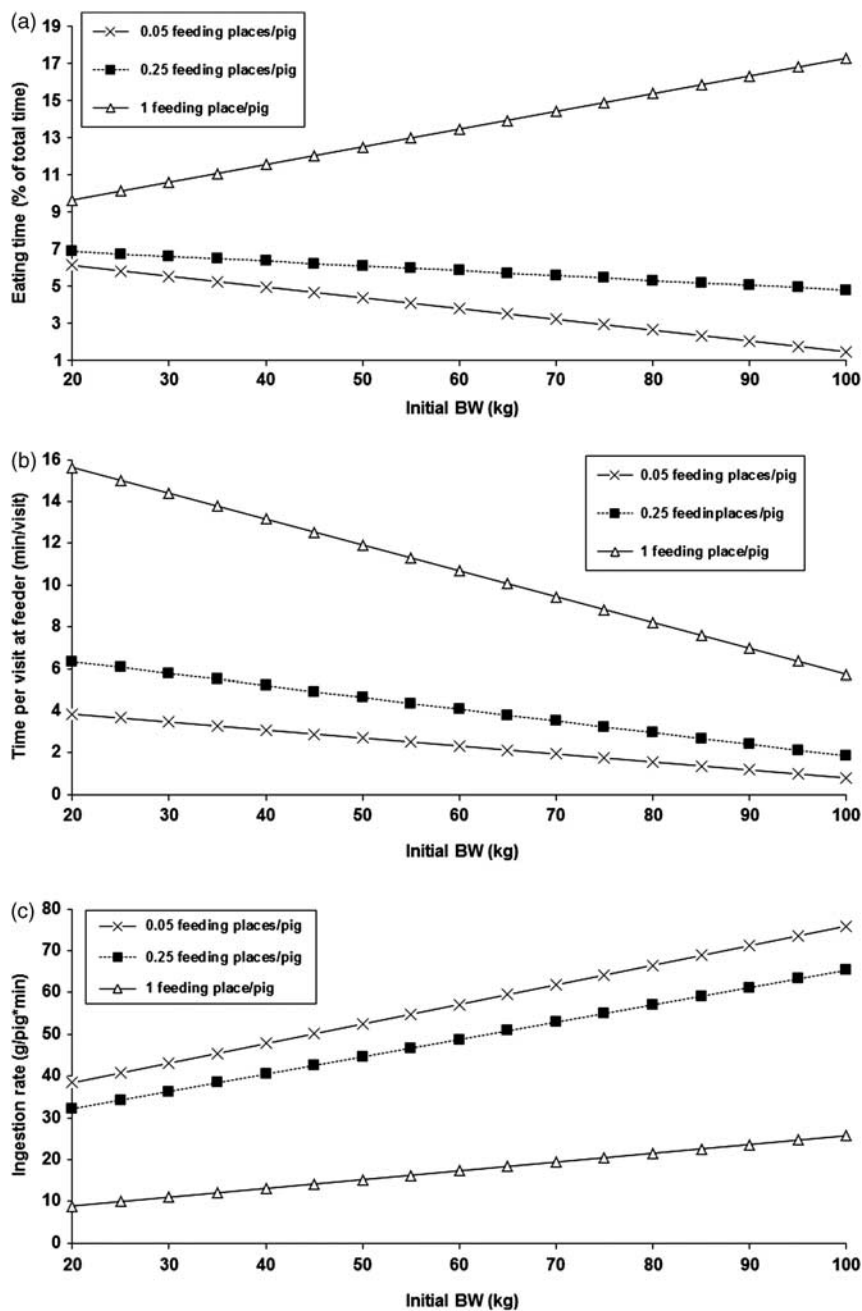 (a)
0.05 feeding places/pig
0.25 feeding places/pig
1 feeding place/pig
Eating time (% of total time)
19
17
15
13
11
9
7
5
3
1
20 30 40 50 60 70 80 90 100
Initial BW (kg)
(b)
0.05 feeding places/pig
0.25 feedinplaces/pig
1 feeding place/pig
Time per visit at feeder (min/visit)
16
14
12
10
8
6
4
2
0
20 30 40 50 60 70 80 90 100
Initial BW (kg)
(c)
0.05 feeding places/pig
0.25 feeding places/pig
1 feeding place/pig
Ingestion rate (g/pig*min)
80
70
60
50
40
30
20
10
0
20 30 40 50 60 70 80 90 100
Initial BW (kg)